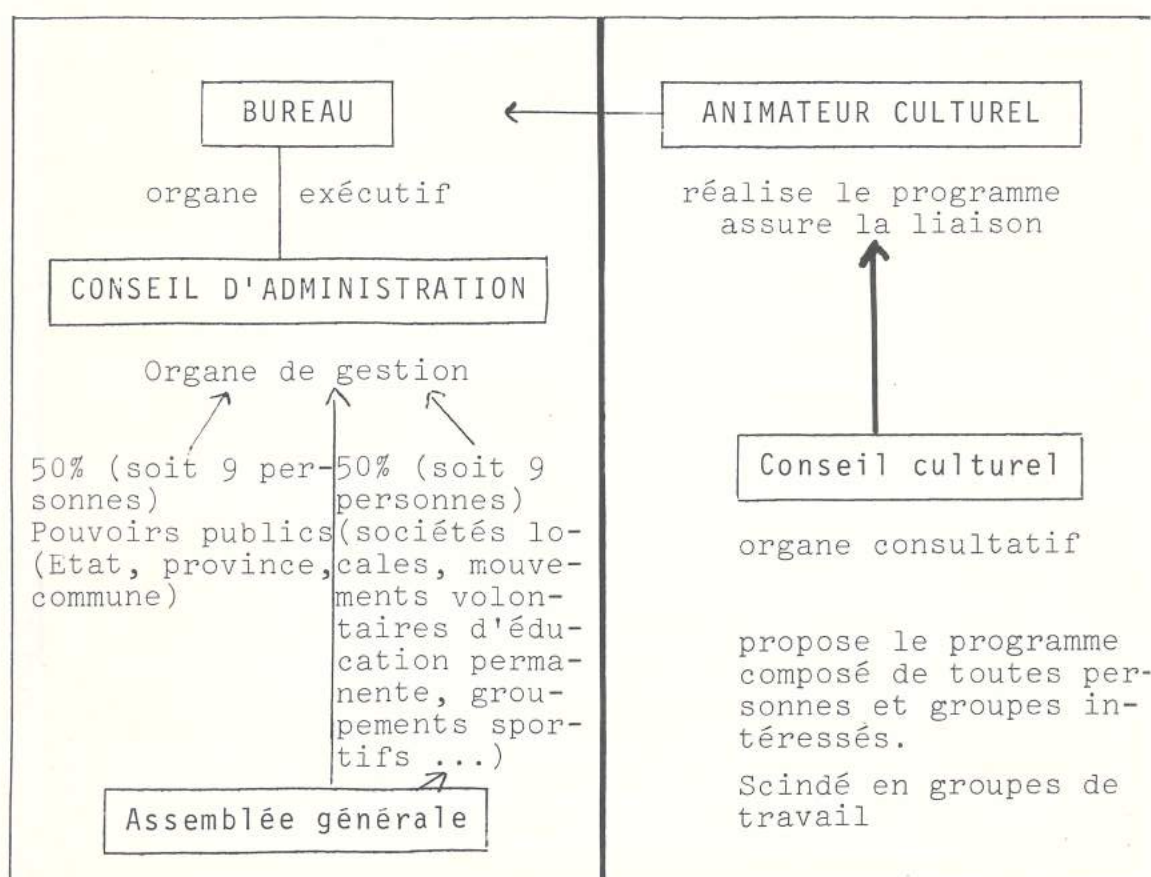 BUREAU
organe exécutif
CONSEIL D'ADMINISTRATION
Organe de gestion
50% (soit 9 per-
sonnes)
Pouvoirs publics
(Etat, province,
commune)
50% (soit 9
personnes)
(sociétés lo-
cales, mouve-
ments volon-
taires d'édu-
cation perma-
nente, grou-
pements spor-
tifs ...)
Assemblée générale
ANIMATEUR CULTUREL
réalise le programme
assure la liaison
Conseil culturel
organe consultatif
propose le programme
composé de toutes per-
sonnes et groupes in-
téressés.
Scindé en groupes de
travail